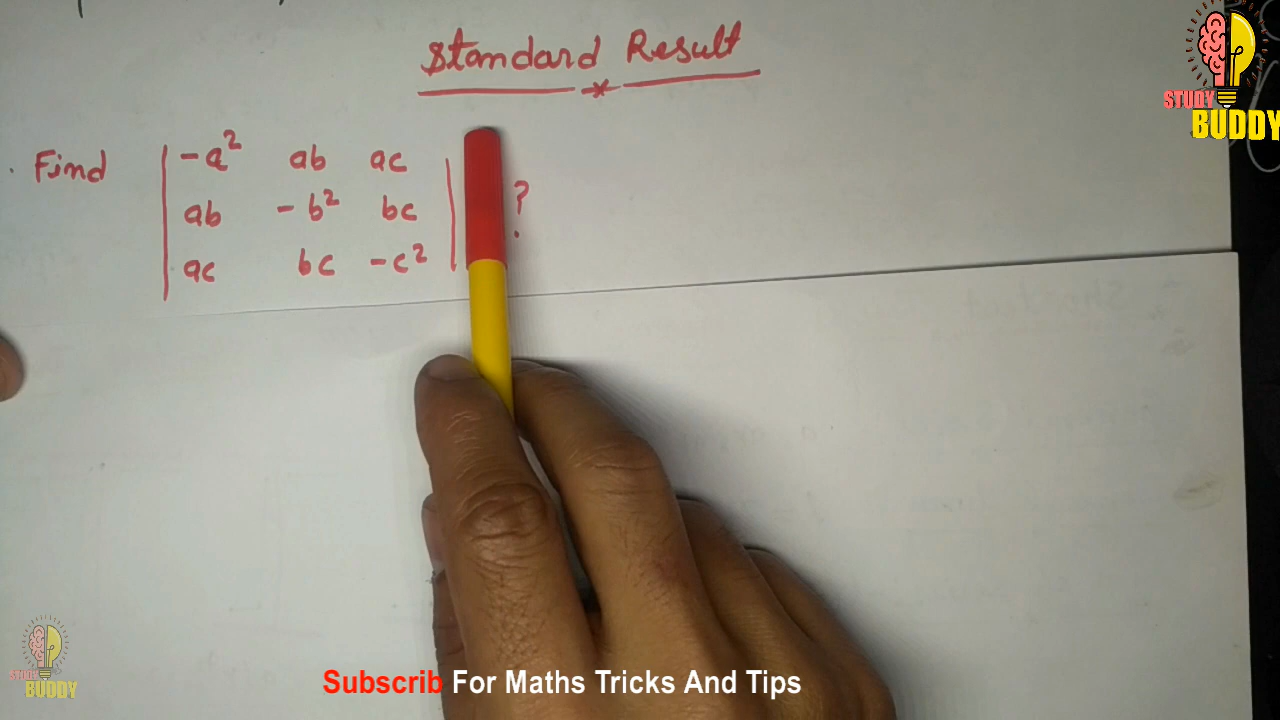 Standard Result
STUDY
BUDDY
Find | -a² ab ac |
| ab -b² bc | ?
| ac bc -c² |
STUDY
BUDDY
Subscrib For Maths Tricks And Tips